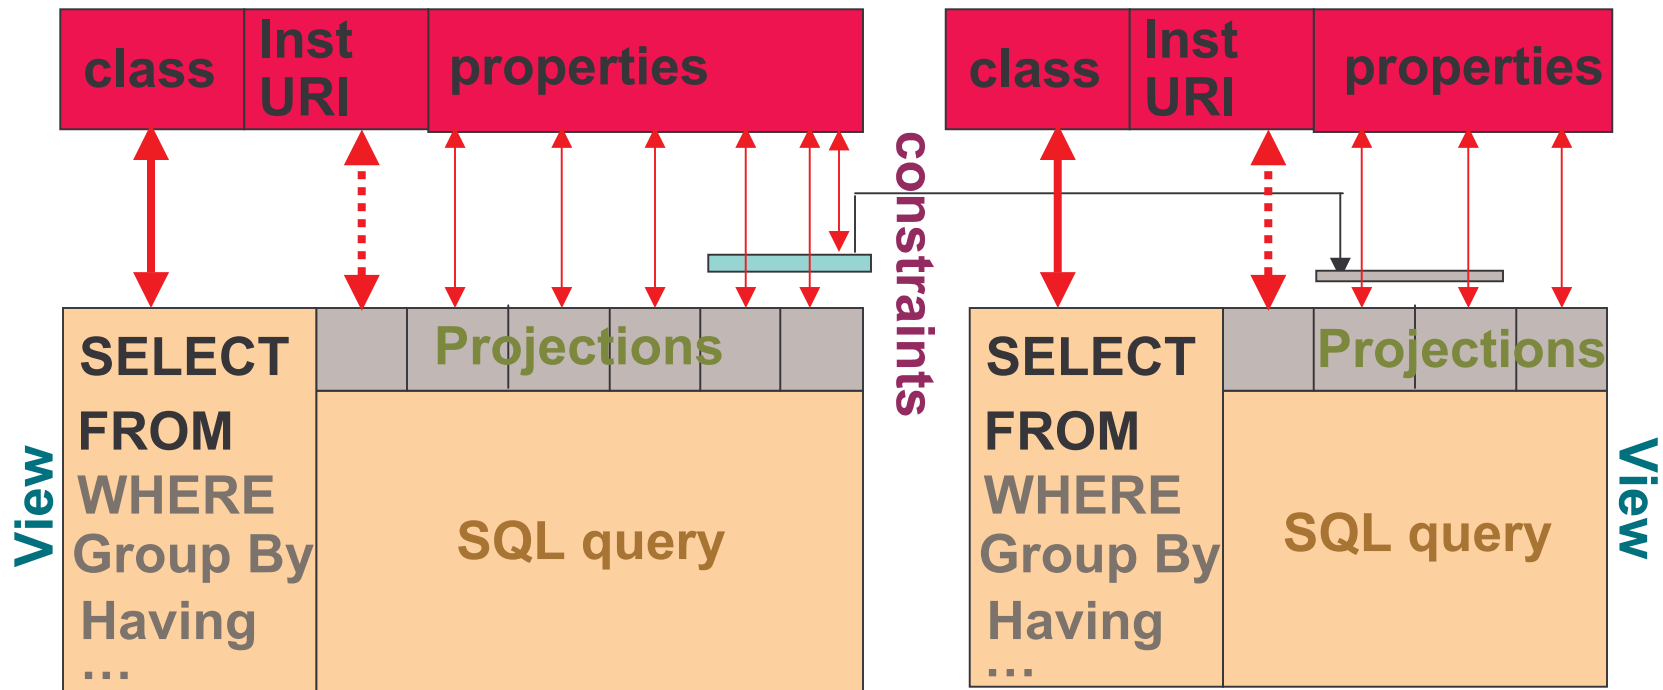 class
Inst
URI
properties
View
SELECT
FROM
WHERE
Group By
Having
…
Projections
SQL query
constraints
class
Inst
URI
properties
SELECT
FROM
WHERE
Group By
Having
…
Projections
SQL query
View